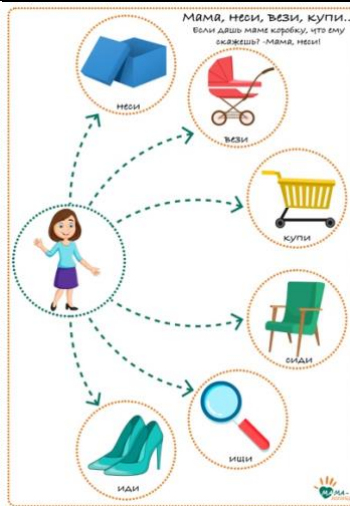 Мама, неси, вези, купи...
Если дашь маме коробку, что ему
скажешь? -Мама, неси!
неси
вези
купи
сиди
ищи
иди
МАМА-